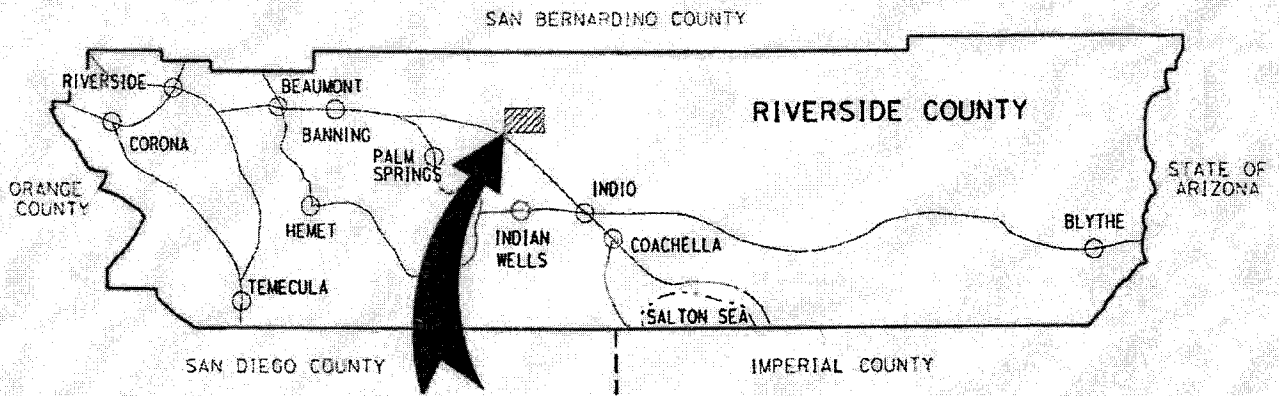 SAN BERNARDINO COUNTY
RIVERSIDE
BEAUMONT
RIVERSIDE COUNTY
BANNING
CORONA
PALM
SPRINGS
STATE OF
ARIZONA
ORANGE
COUNTY
INDIO
HEMET
INDIAN
WELLS
COACHELLA
BLYTHE
TEMECULA
SALTON SEA
SAN DIEGO COUNTY
IMPERIAL COUNTY